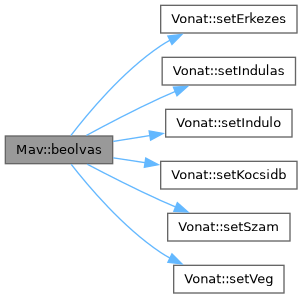 Vonat::setErkezes
Vonat::setIndulas
Vonat::setIndulo
Mav::beolvas
Vonat::setKocsidb
Vonat::setSzam
Vonat::setVeg